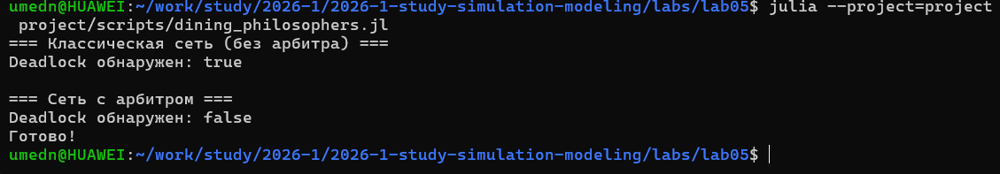 umedn@HUAWEI:~/work/study/2026-1/2026-1-study-simulation-modeling/labs/lab05$ julia --project=project
 project/scripts/dining_philosophers.jl
=== Классическая сеть (без арбитра) ===
Deadlock обнаружен: true
=== Сеть с арбитром ===
Deadlock обнаружен: false
Готово!
umedn@HUAWEI:~/work/study/2026-1/2026-1-study-simulation-modeling/labs/lab05$